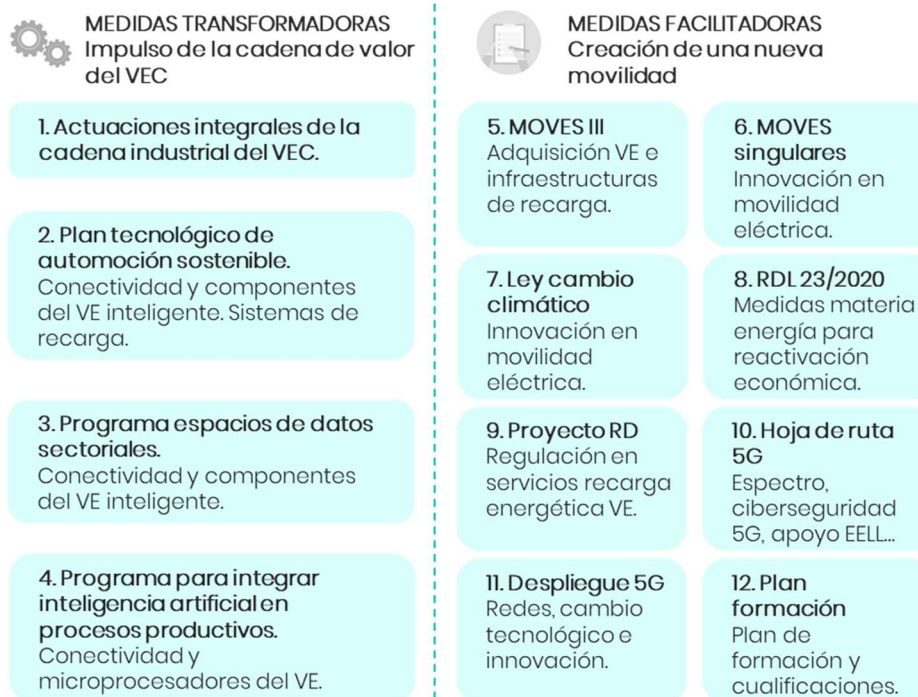 MEDIDAS TRANSFORMADORAS
Impulso de la cadena de valor
del VEC
1. Actuaciones integrales de la
cadena industrial del VEC.
2. Plan tecnológico de
automoción sostenible.
Conectividad y componentes
del VE inteligente. Sistemas de
recarga.
3. Programa espacios de datos
sectoriales.
Conectividad y componentes
del VE inteligente.
4. Programa para integrar
inteligencia artificial en
procesos productivos.
Conectividad y
microprocesadores del VE.
MEDIDAS FACILITADORAS
Creación de una nueva
movilidad
5. MOVES III
Adquisición VE e
infraestructuras
de recarga.
6. MOVES
singulares
Innovación en
movilidad
eléctrica.
7. Ley cambio
climático
Innovación en
movilidad
eléctrica.
8. RDL 23/2020
Medidas materia
energía para
reactivación
económica.
9. Proyecto RD
Regulación en
servicios recarga
energética VE.
10. Hoja de ruta
5G
Espectro,
ciberseguridad
5G, apoyo EELL...
11. Despliegue 5G
Redes, cambio
tecnológico e
innovación.
12. Plan
formación
Plan de
formación y
cualificaciones.